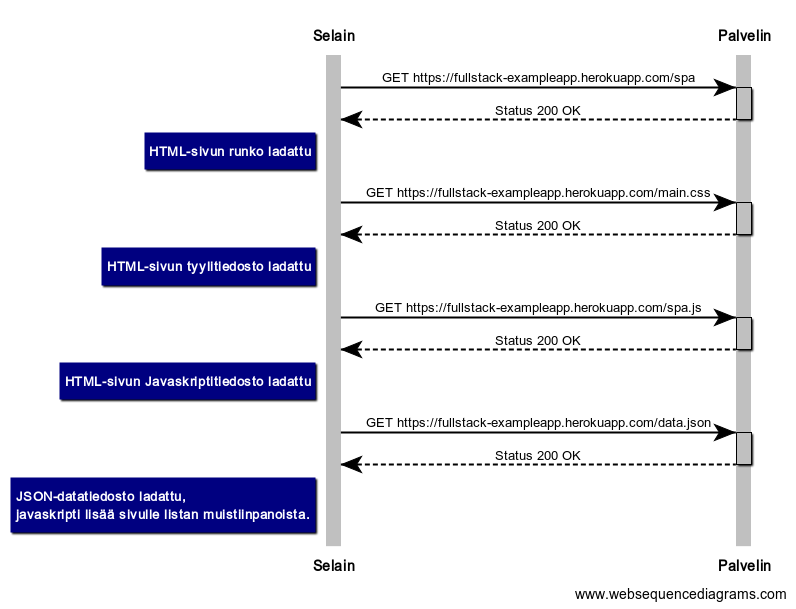 Selain
Palvelin
GET https://fullstack-exampleapp.herokuapp.com/spa
Status 200 OK
HTML-sivun runko ladattu
GET https://fullstack-exampleapp.herokuapp.com/main.css
Status 200 OK
HTML-sivun tyylitiedosto ladattu
GET https://fullstack-exampleapp.herokuapp.com/spa.js
Status 200 OK
HTML-sivun Javaskriptitiedosto ladattu
GET https://fullstack-exampleapp.herokuapp.com/data.json
Status 200 OK
JSON-datatiedosto ladattu,
javaskripti lisää sivulle listan muistiinpanoista.
Selain
Palvelin
www.websequencediagrams.com